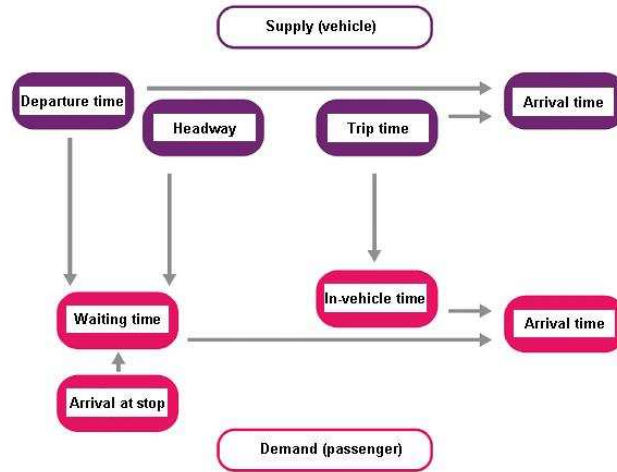 Supply (vehicle)
Departure time
Headway
Trip time
Arrival time
In-vehicle time
Waiting time
Arrival time
Arrival at stop
Demand (passenger)